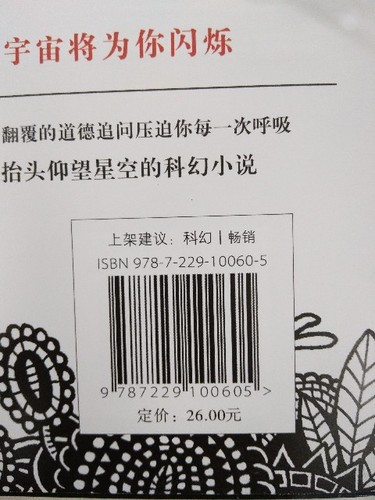 宇宙将为你闪烁
翻覆的道德追问压迫你每一次呼吸
抬头仰望星空的科幻小说
上架建议：科幻丨畅销
ISBN 978-7-229-10060-5
9 787229 100605 >
定价：26.00元